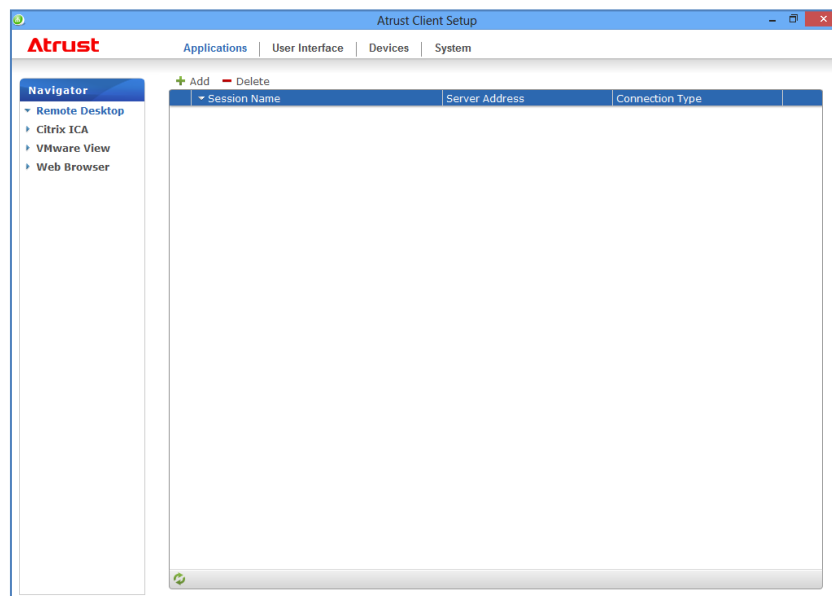 Atrust Client Setup
Atrust
Applications User Interface Devices System
Navigator
Remote Desktop
Citrix ICA
VMware View
Web Browser
Add Delete
Session Name Server Address Connection Type